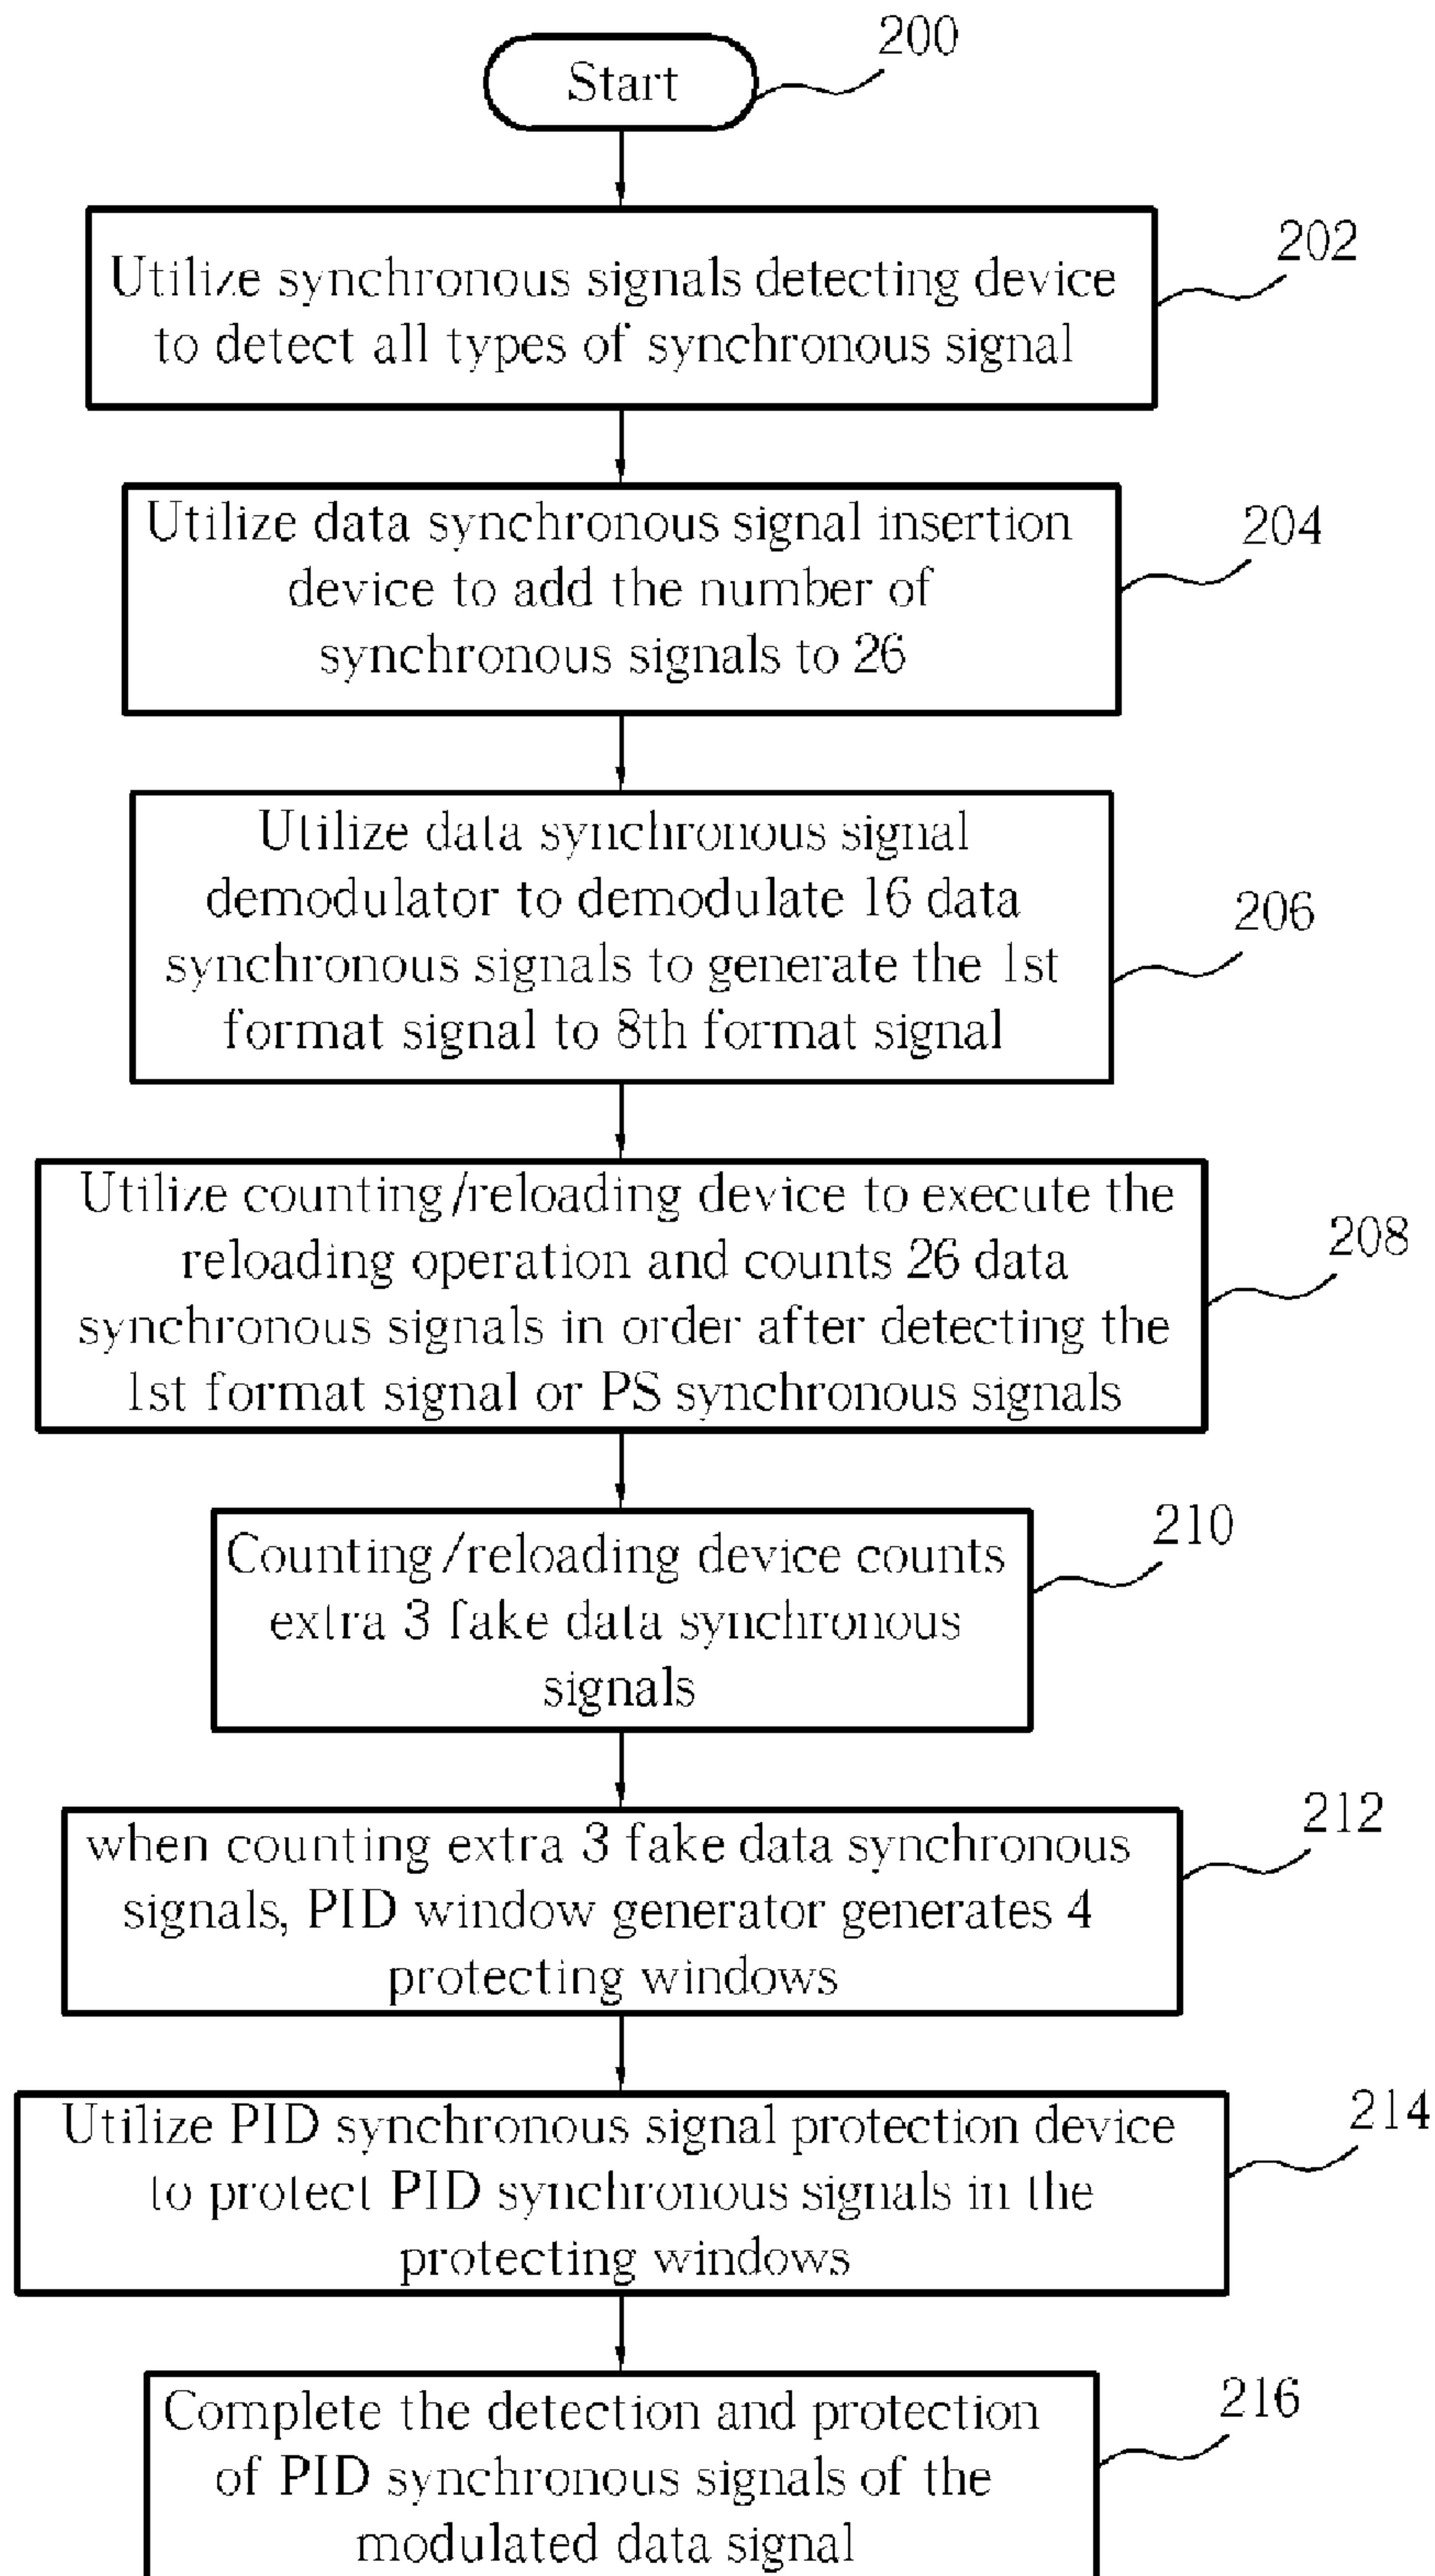 200
Start
202
Utilize synchronous signals detecting device
to detect all types of synchronous signal
204
Utilize data synchronous signal insertion
device to add the number of
synchronous signals to 26
206
Utilize data synchronous signal
demodulator to demodulate 16 data
synchronous signals to generate the 1st
format signal to 8th format signal
208
Utilize counting/reloading device to execute the
reloading operation and counts 26 data
synchronous signals in order after detecting the
1st format signal or PS synchronous signals
210
Counting/reloading device counts
extra 3 fake data synchronous
signals
212
when counting extra 3 fake data synchronous
signals, PID window generator generates 4
protecting windows
214
Utilize PID synchronous signal protection device
to protect PID synchronous signals in the
protecting windows
216
Complete the detection and protection
of PID synchronous signals of the
modulated data signal